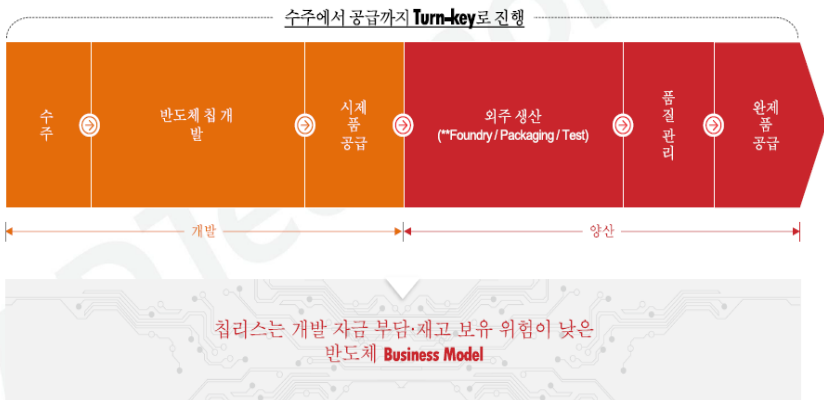 수주에서 공급까지 Turn-key로 진행
수
주
반도체 칩 개
발
시제
품
공급
외주 생산
(**Foundry / Packaging / Test)
품
질
관
리
완제
품
공급
개발
양산
칩리스는 개발 자금 부담·재고 보유 위험이 낮은
반도체 Business Model